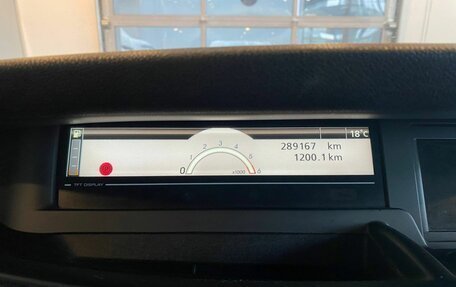 18°C
289167 km
1200.1 km
0 1 2 3 4 5 6
x1000
TFT DISPLAY